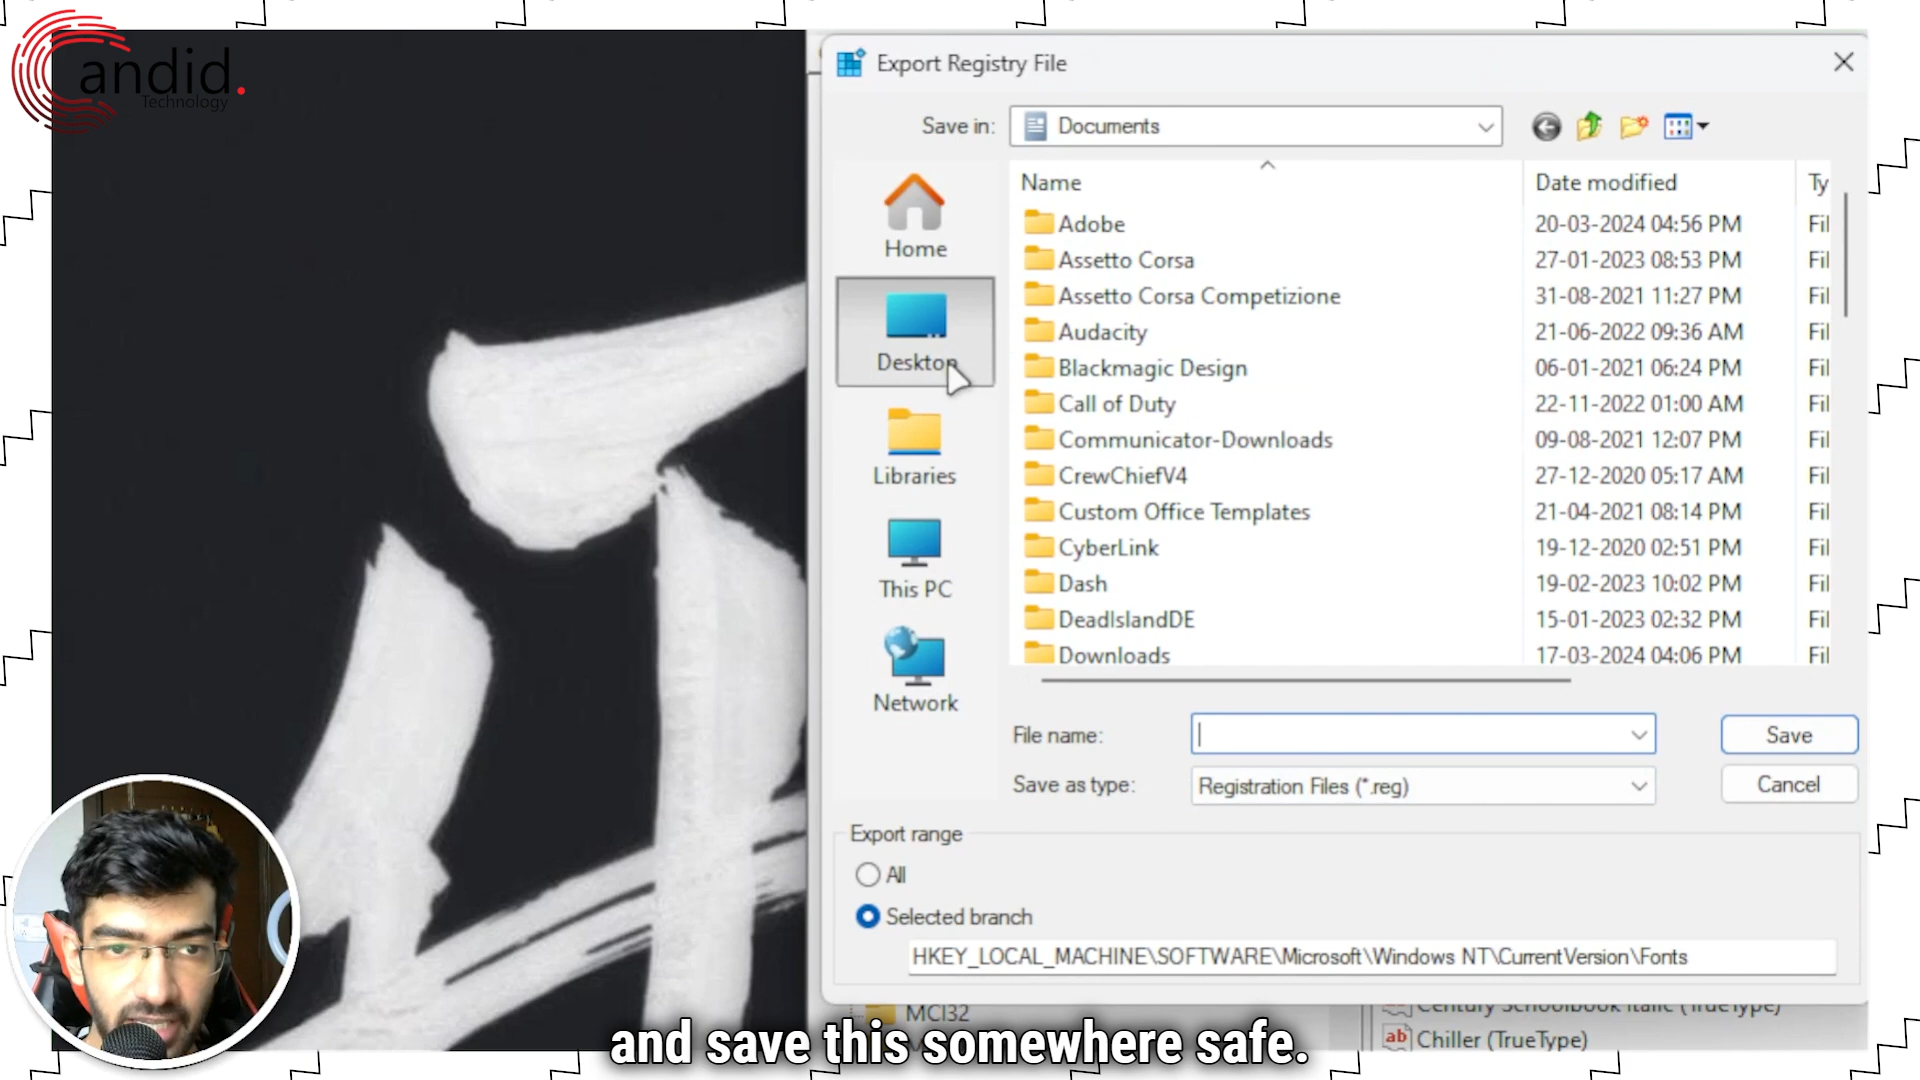 Candid.
Technology
Export Registry File
Save in:
Documents
Name
Date modified
Ty
Adobe
20-03-2024 04:56 PM
Fil
Assetto Corsa
27-01-2023 08:53 PM
Fil
Assetto Corsa Competizione
31-08-2021 11:27 PM
Fil
Audacity
21-06-2022 09:36 AM
Fil
Blackmagic Design
06-01-2021 06:24 PM
Fil
Call of Duty
22-11-2022 01:00 AM
Fil
Communicator-Downloads
09-08-2021 12:07 PM
Fil
CrewChiefV4
27-12-2020 05:17 AM
Fil
Custom Office Templates
21-04-2021 08:14 PM
Fil
CyberLink
19-12-2020 02:51 PM
Fil
Dash
19-02-2023 10:02 PM
Fil
DeadIslandDE
15-01-2023 02:32 PM
Fil
Downloads
17-03-2024 04:06 PM
Fil
Home
Desktop
Libraries
This PC
Network
File name:
Save
Save as type:
Registration Files (*.reg)
Cancel
Export range
All
Selected branch
HKEY_LOCAL_MACHINE\SOFTWARE\Microsoft\Windows NT\CurrentVersion\Fonts
MCI32
Century Schoolbook Italic (TrueType)
ab
Chiller (TrueType)
and save this somewhere safe.